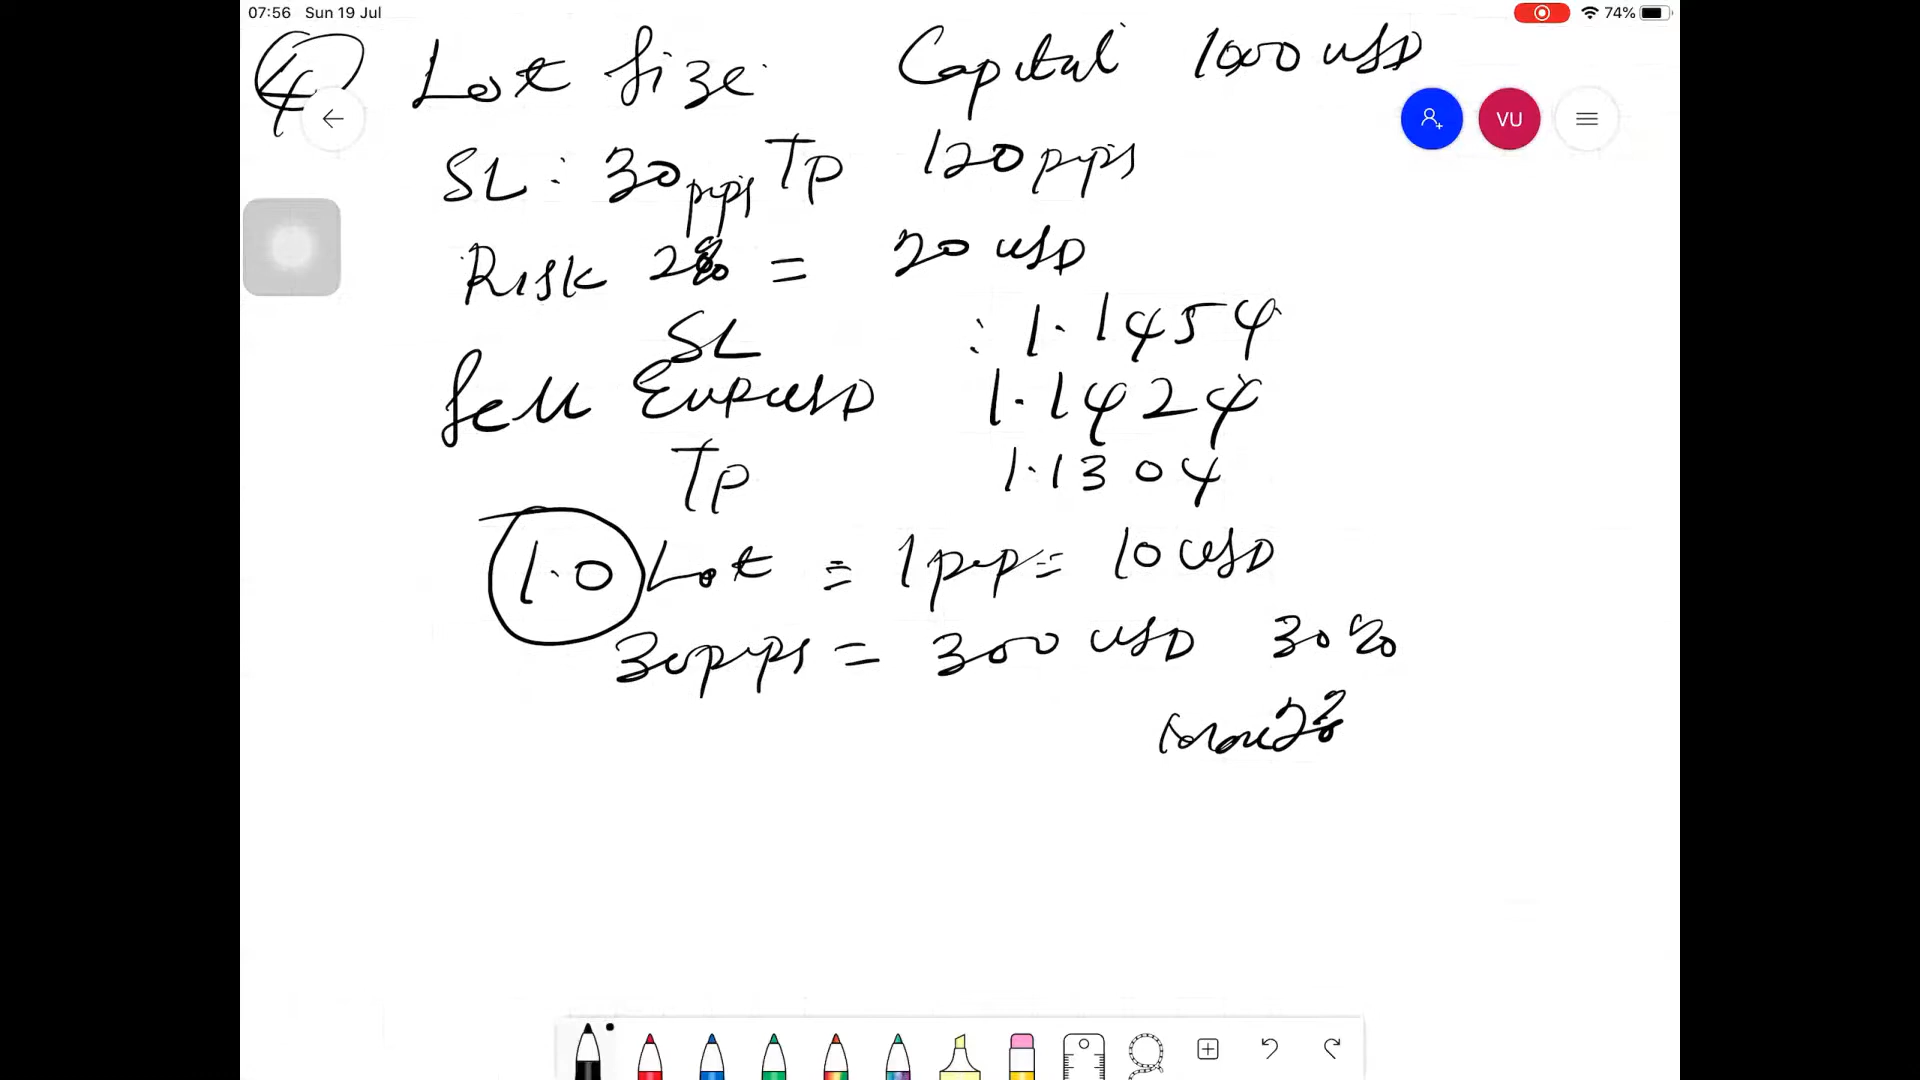 07:56 Sun 19 Jul 74%
4 Lot Size: Capital 1000 USD
VU
SL: 30 pips TP 120 pips
Risk 2% = 20 USD
SL : 1.1454
Sell EURUSD 1.1424
TP 1.1304
1.0 Lot = 1 pip = 10 USD
30 pips = 300 USD 30%
2%